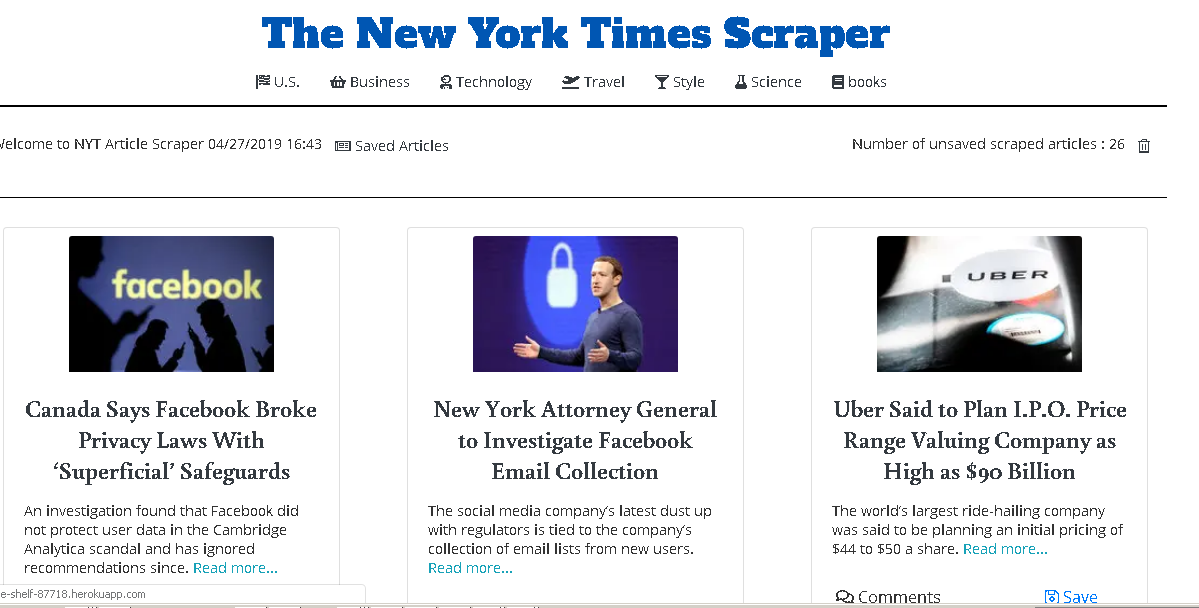 The New York Times Scraper
U.S. Business Technology Travel Style Science books
Welcome to NYT Article Scraper 04/27/2019 16:43 Saved Articles Number of unsaved scraped articles : 26
facebook
UBER
Canada Says Facebook Broke
Privacy Laws With
‘Superficial’ Safeguards
An investigation found that Facebook did
not protect user data in the Cambridge
Analytica scandal and has ignored
recommendations since. Read more...
New York Attorney General
to Investigate Facebook
Email Collection
The social media company’s latest dust up
with regulators is tied to the company’s
collection of email lists from new users.
Read more...
Uber Said to Plan I.P.O. Price
Range Valuing Company as
High as $90 Billion
The world’s largest ride-hailing company
was said to be planning an initial pricing of
$44 to $50 a share. Read more...
Comments Save
e-shelf-87718.herokuapp.com